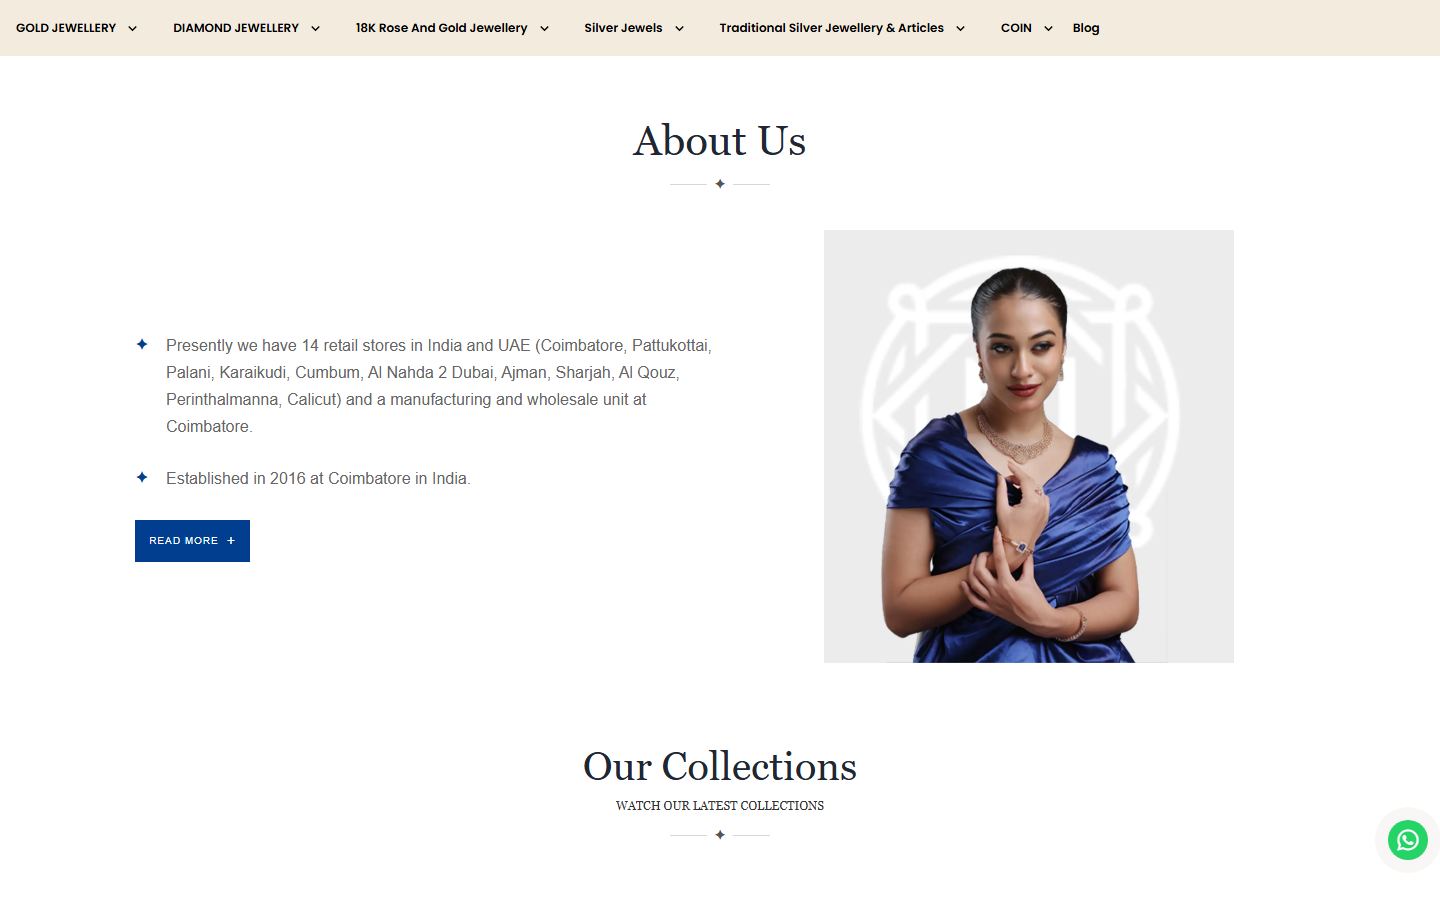 GOLD JEWELLERY DIAMOND JEWELLERY 18K Rose And Gold Jewellery Silver Jewels Traditional Silver Jewellery & Articles COIN Blog
About Us
Presently we have 14 retail stores in India and UAE (Coimbatore, Pattukottai,
Palani, Karaikudi, Cumbum, Al Nahda 2 Dubai, Ajman, Sharjah, Al Qouz,
Perinthalmanna, Calicut) and a manufacturing and wholesale unit at
Coimbatore.
Established in 2016 at Coimbatore in India.
READ MORE +
Our Collections
WATCH OUR LATEST COLLECTIONS